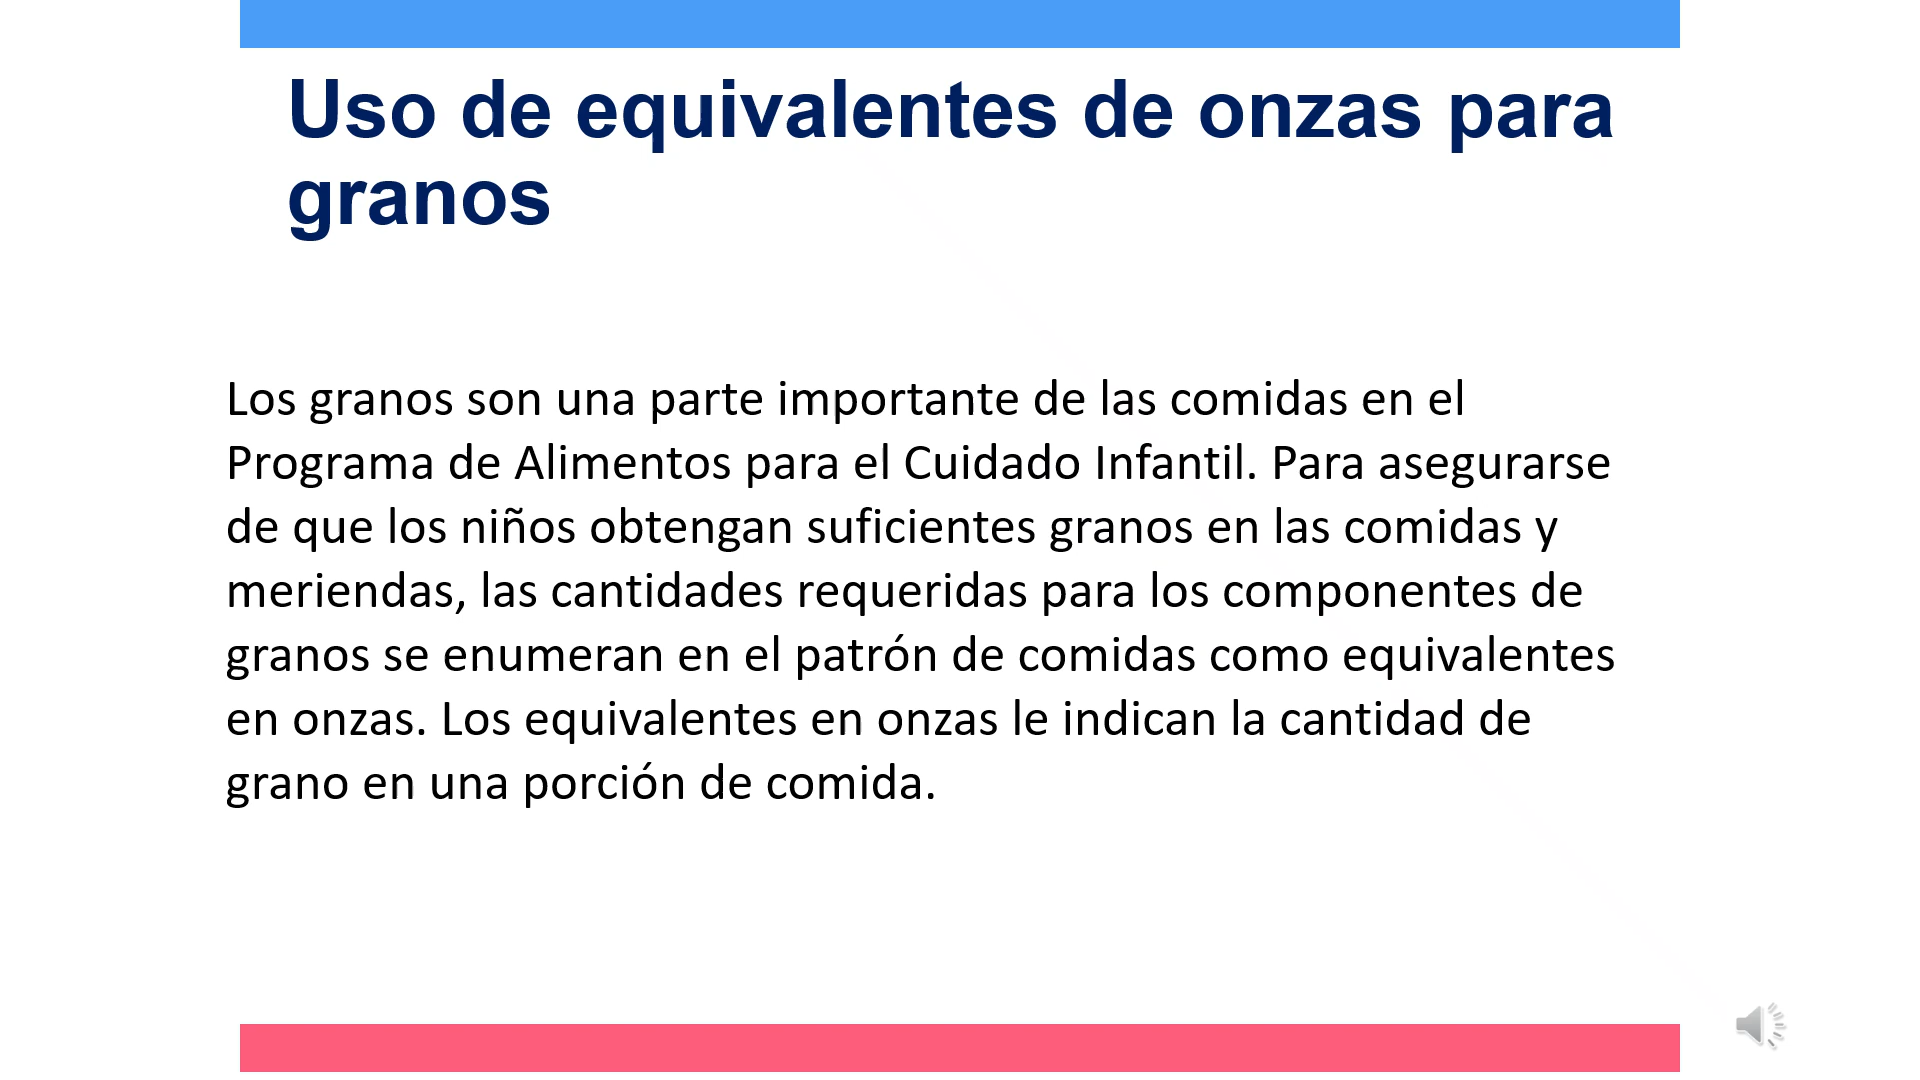 Uso de equivalentes de onzas para
granos
Los granos son una parte importante de las comidas en el
Programa de Alimentos para el Cuidado Infantil. Para asegurarse
de que los niños obtengan suficientes granos en las comidas y
meriendas, las cantidades requeridas para los componentes de
granos se enumeran en el patrón de comidas como equivalentes
en onzas. Los equivalentes en onzas le indican la cantidad de
grano en una porción de comida.